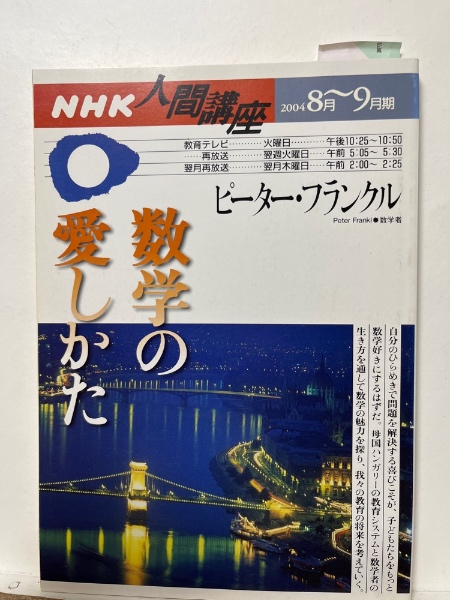 NHK 人間講座
2004 8月～9月期
教育テレビ………火曜日………午後10:25～10:50
……再放送………翌週火曜日……午前 5:05～ 5:30
翌月再放送………翌月木曜日……午前 2:00～ 2:25
ピーター・フランクル
Peter Frankl●数学者
数学の
愛しかた
自分のひらめきで問題を解決する喜びこそが、子どもたちをもっと
数学好きにするはずだ。母国ハンガリーの教育システムと数学者の
生き方を通して数学の魅力を探り、我々の教育の将来を考えていく。